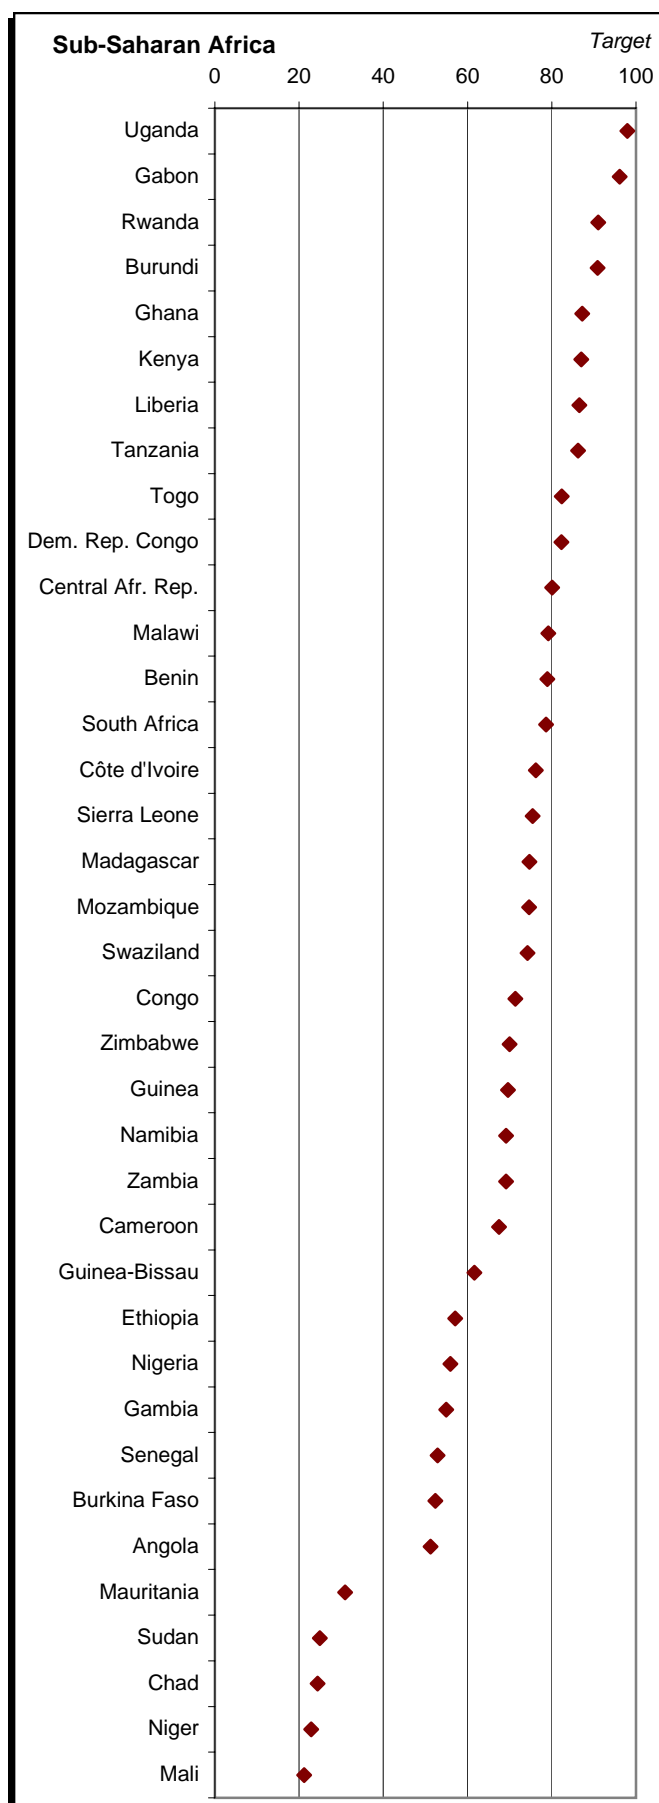 Sub-Saharan Africa
Target
0 20 40 60 80 100
Uganda
Gabon
Rwanda
Burundi
Ghana
Kenya
Liberia
Tanzania
Togo
Dem. Rep. Congo
Central Afr. Rep.
Malawi
Benin
South Africa
Côte d'Ivoire
Sierra Leone
Madagascar
Mozambique
Swaziland
Congo
Zimbabwe
Guinea
Namibia
Zambia
Cameroon
Guinea-Bissau
Ethiopia
Nigeria
Gambia
Senegal
Burkina Faso
Angola
Mauritania
Sudan
Chad
Niger
Mali